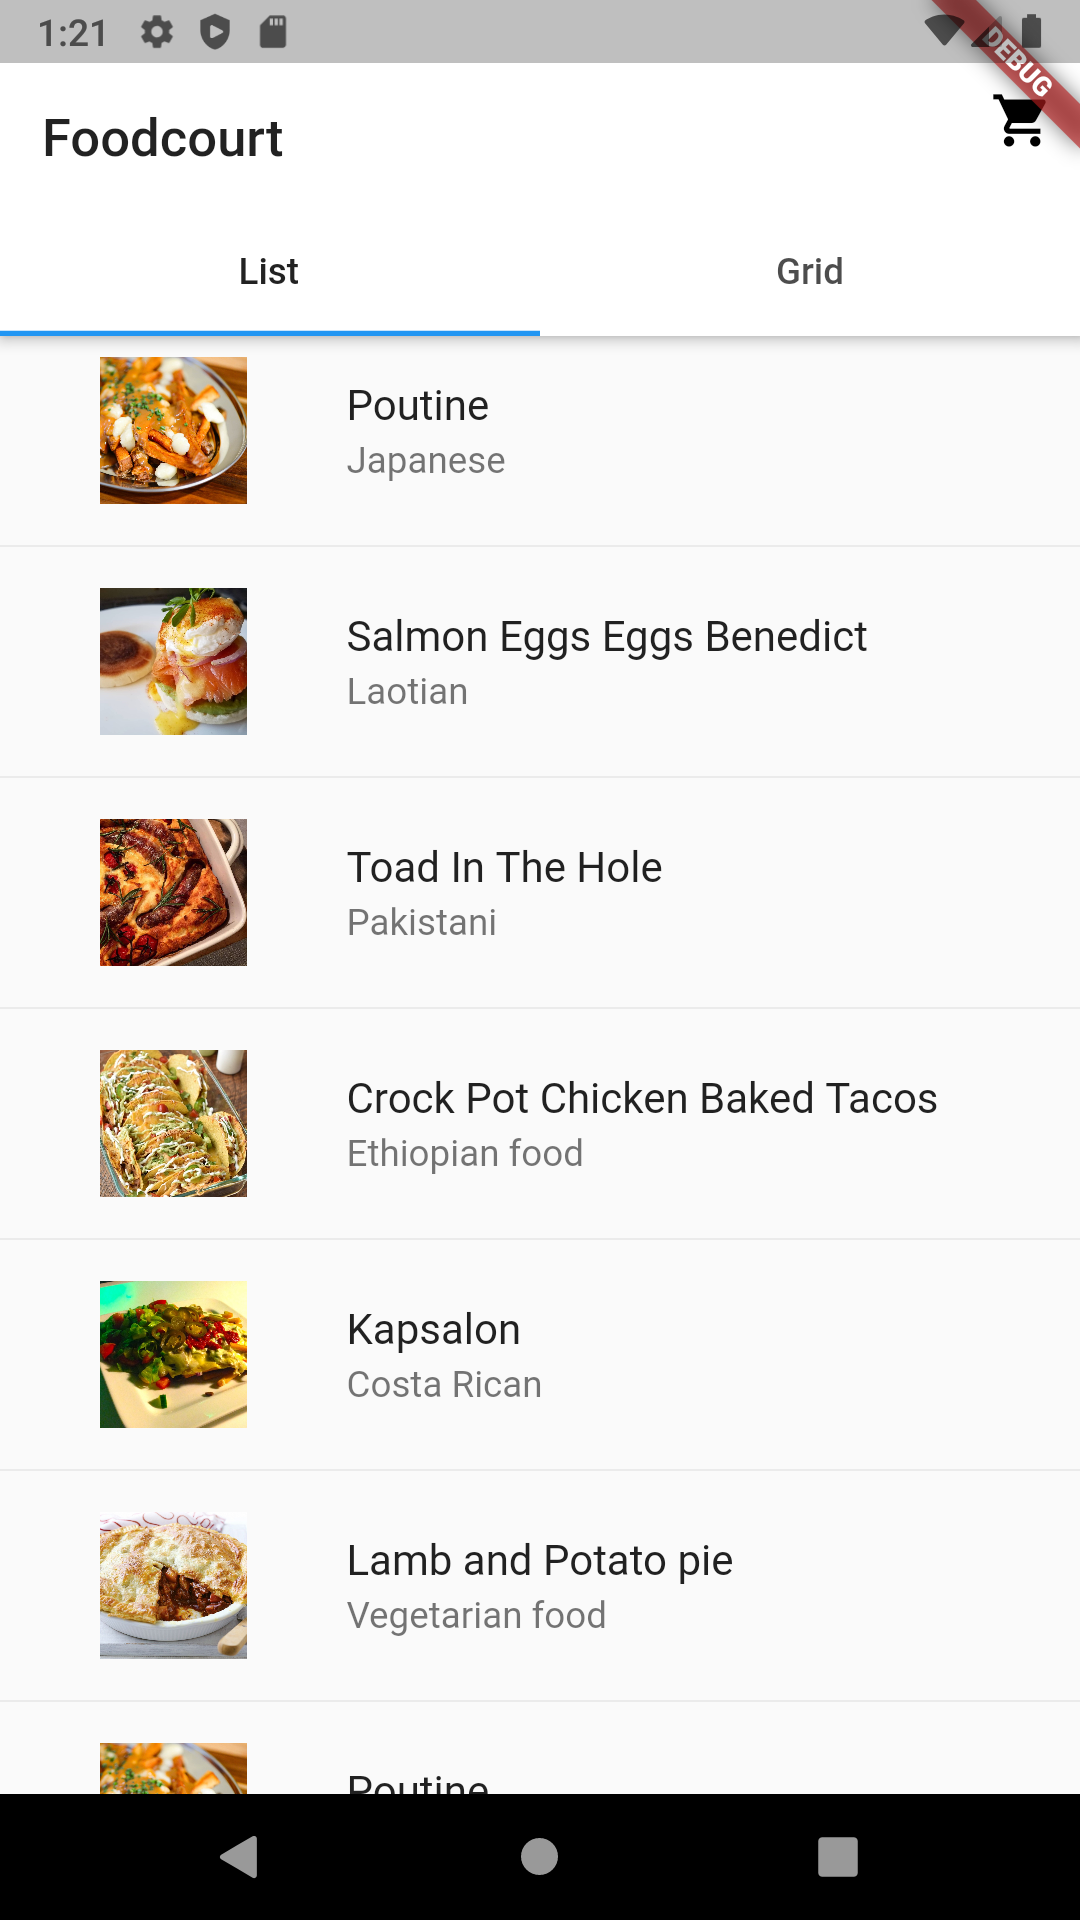 1:21
DEBUG
Foodcourt
List
Grid
Poutine
Japanese
Salmon Eggs Eggs Benedict
Laotian
Toad In The Hole
Pakistani
Crock Pot Chicken Baked Tacos
Ethiopian food
Kapsalon
Costa Rican
Lamb and Potato pie
Vegetarian food
Poutine